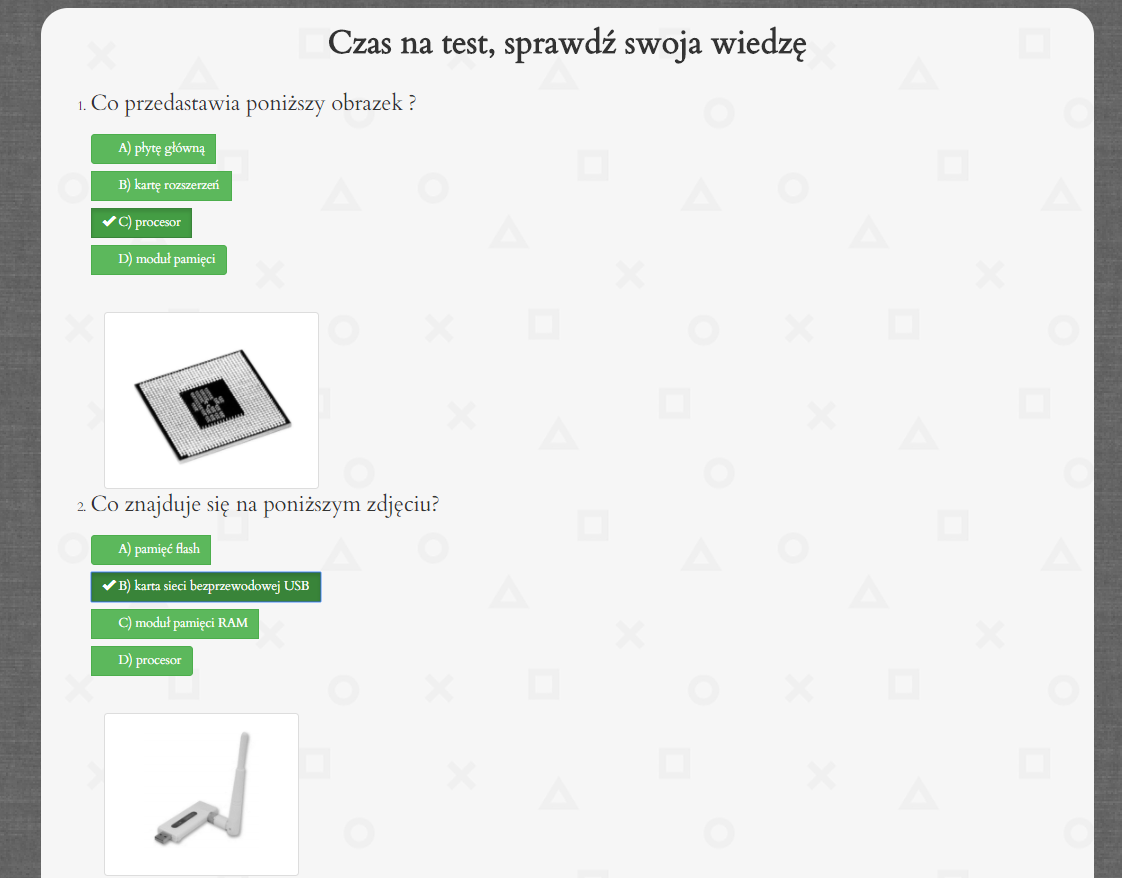 Czas na test, sprawdź swoja wiedzę
1. Co przedastawia poniższy obrazek ?
A) płytę główną
B) kartę rozszerzeń
C) procesor
D) moduł pamięci
2. Co znajduje się na poniższym zdjęciu?
A) pamięć flash
B) karta sieci bezprzewodowej USB
C) moduł pamięci RAM
D) procesor